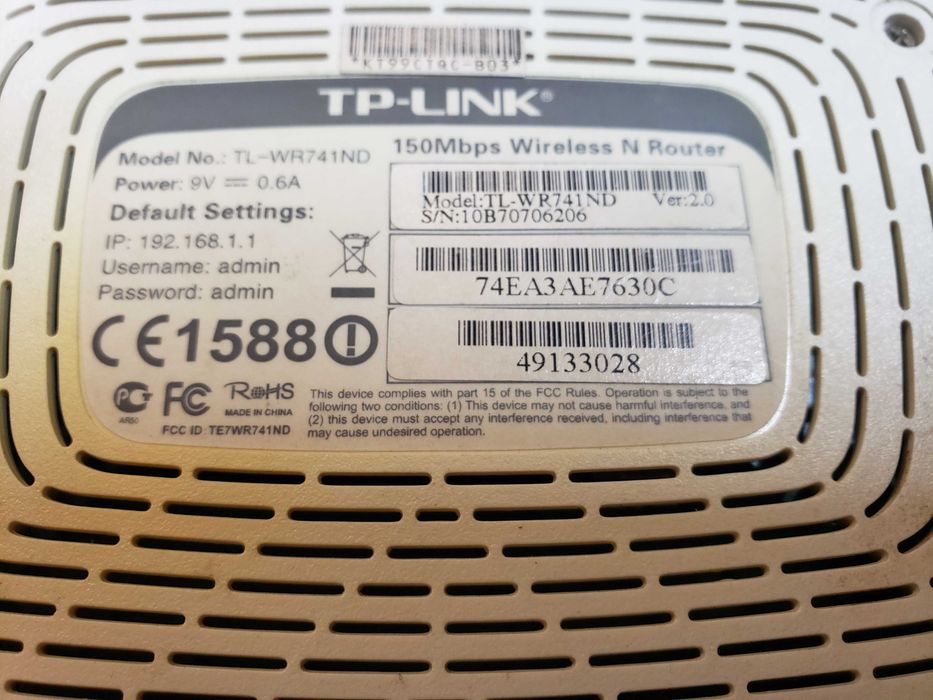 *KT99CTQC-B03*
TP-LINK®
Model No.: TL-WR741ND
150Mbps Wireless N Router
Power: 9V 0.6A
Default Settings:
IP: 192.168.1.1
Username: admin
Password: admin
Model:TL-WR741ND Ver:2.0
S/N:10B70706206
74EA3AE7630C
49133028
CE1588
PCT
AR50
FC
RoHS
MADE IN CHINA
FCC ID: TE7WR741ND
This device complies with part 15 of the FCC Rules. Operation is subject to the
following two conditions: (1) This device may not cause harmful interference, and
(2) this device must accept any interference received, including interference that
may cause undesired operation.